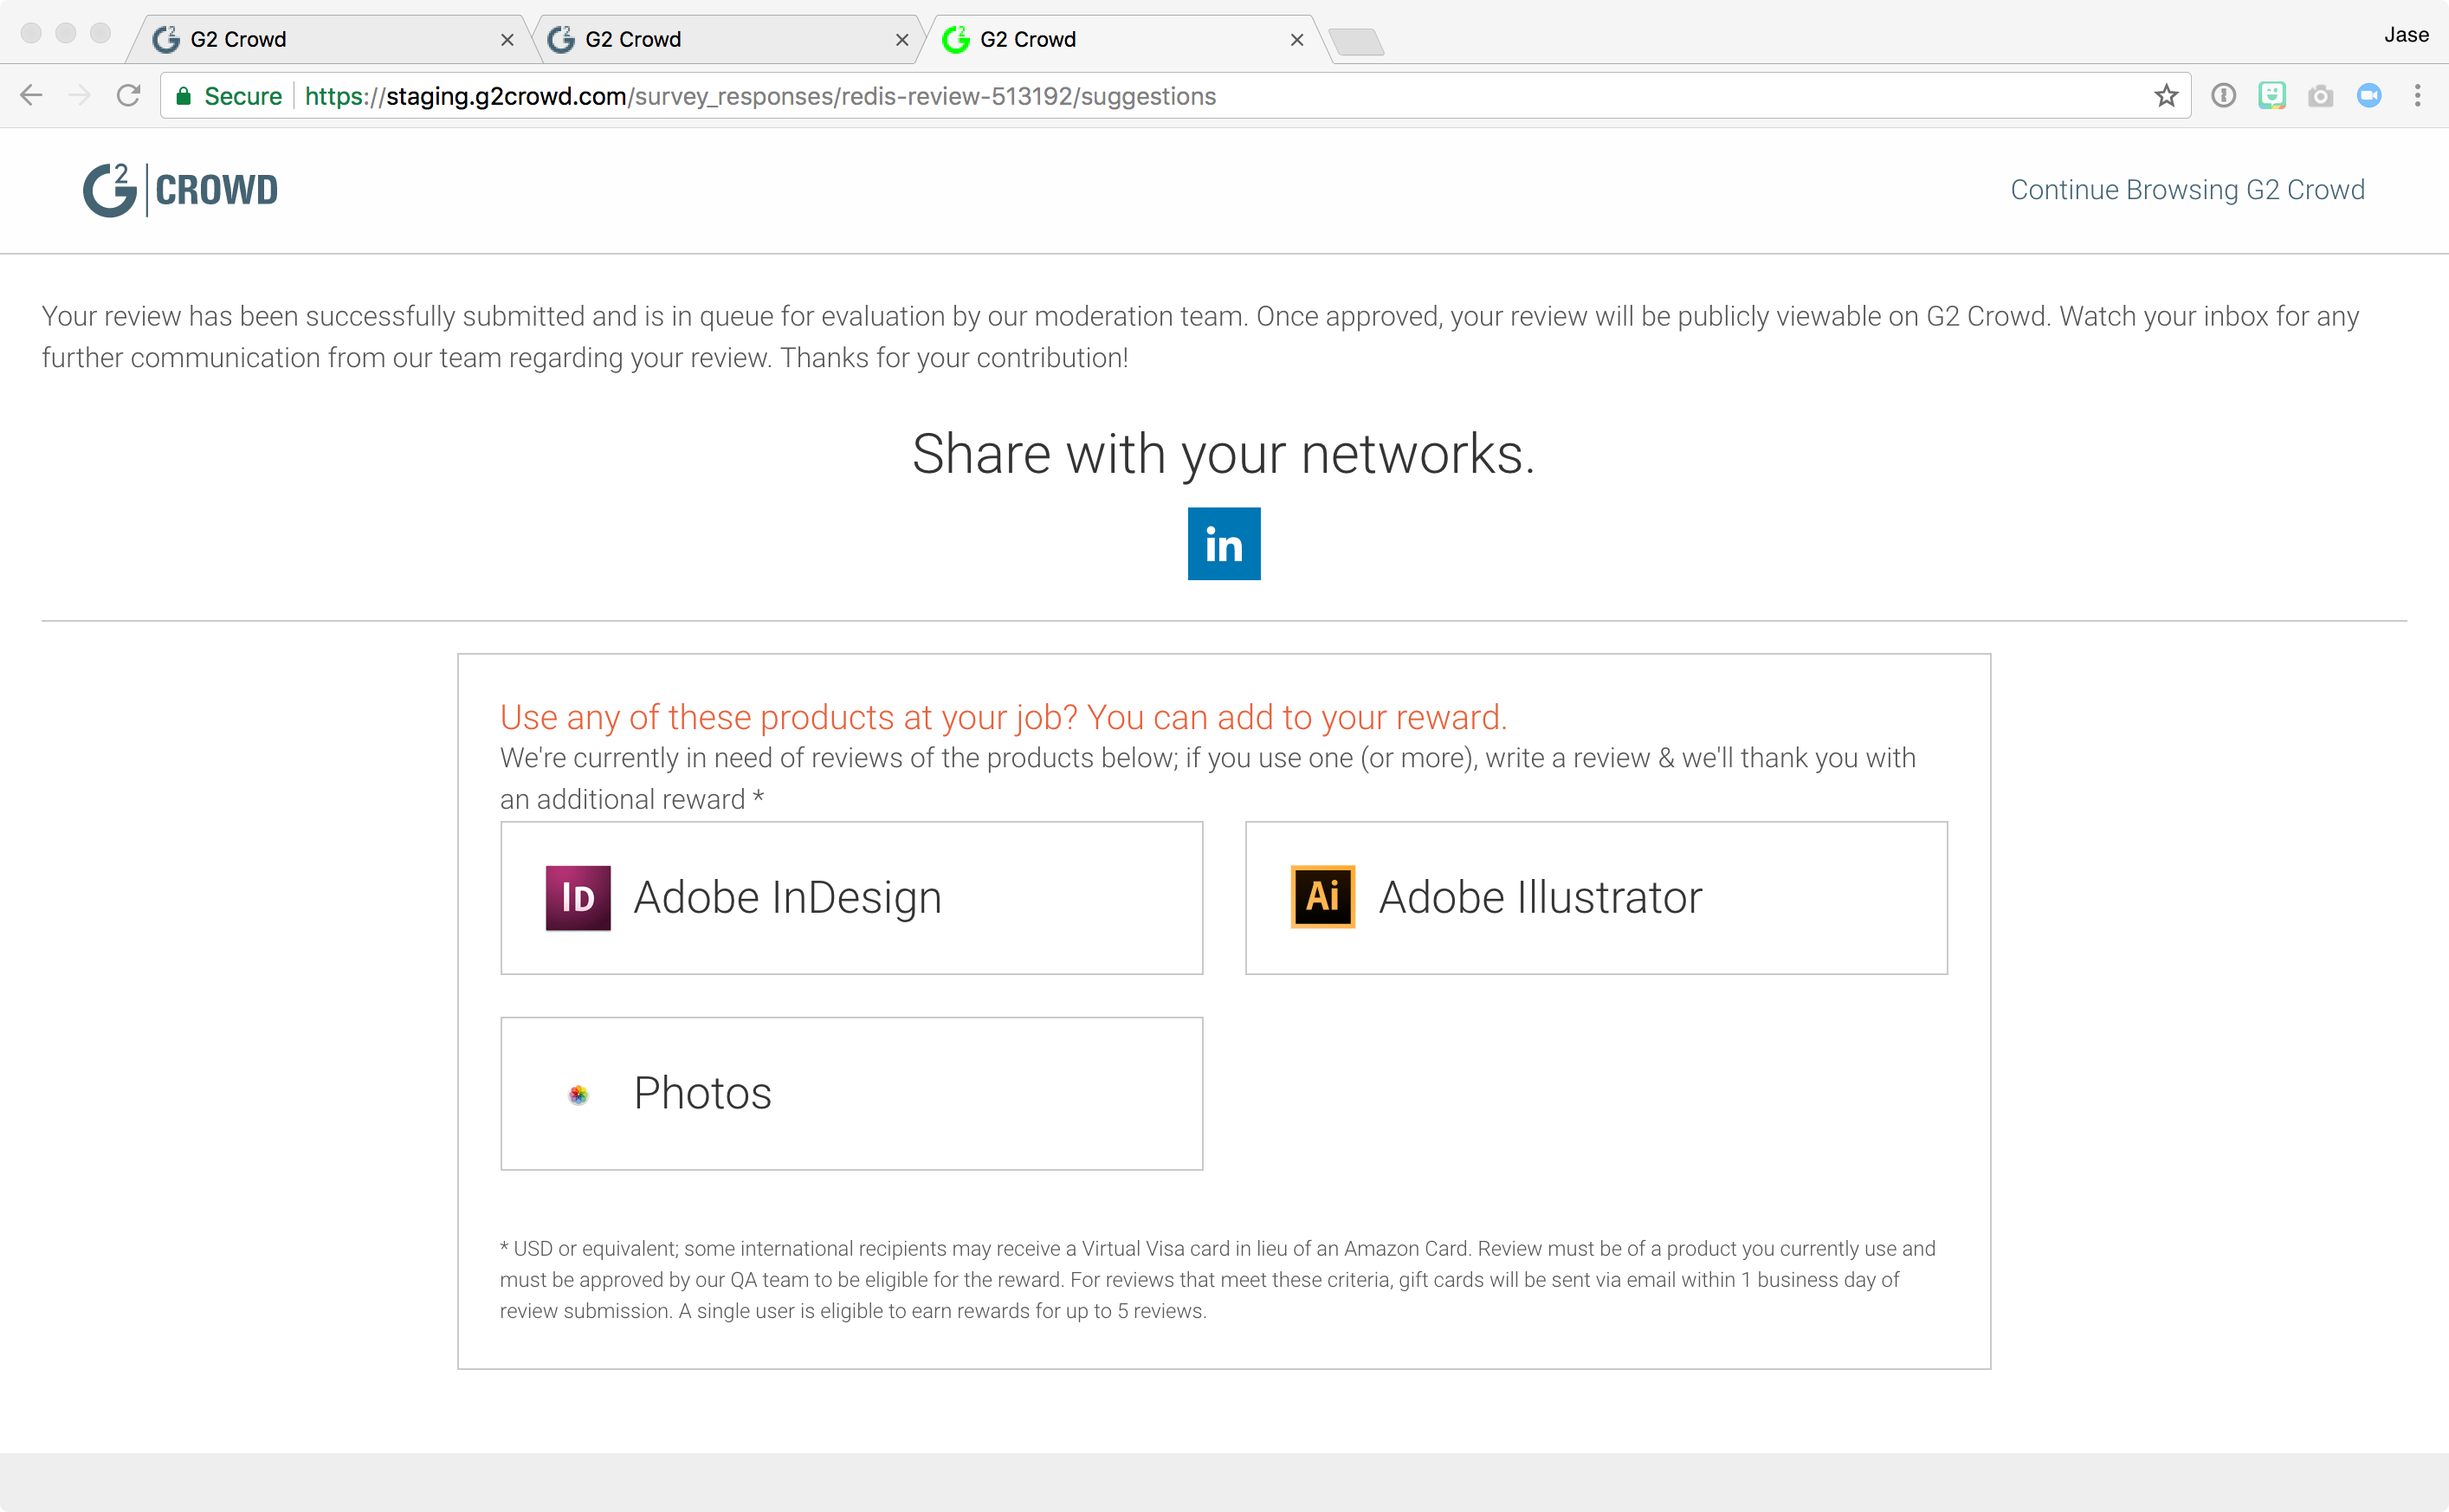 G2 Crowd
G2 Crowd
G2 Crowd
Jase
Secure
https://staging.g2crowd.com/survey_responses/redis-review-513192/suggestions
G2 CROWD
Continue Browsing G2 Crowd
Your review has been successfully submitted and is in queue for evaluation by our moderation team. Once approved, your review will be publicly viewable on G2 Crowd. Watch your inbox for any
further communication from our team regarding your review. Thanks for your contribution!
Share with your networks.
in
Use any of these products at your job? You can add to your reward.
We're currently in need of reviews of the products below; if you use one (or more), write a review & we'll thank you with
an additional reward *
ID Adobe InDesign
Ai Adobe Illustrator
Photos
* USD or equivalent; some international recipients may receive a Virtual Visa card in lieu of an Amazon Card. Review must be of a product you currently use and
must be approved by our QA team to be eligible for the reward. For reviews that meet these criteria, gift cards will be sent via email within 1 business day of
review submission. A single user is eligible to earn rewards for up to 5 reviews.